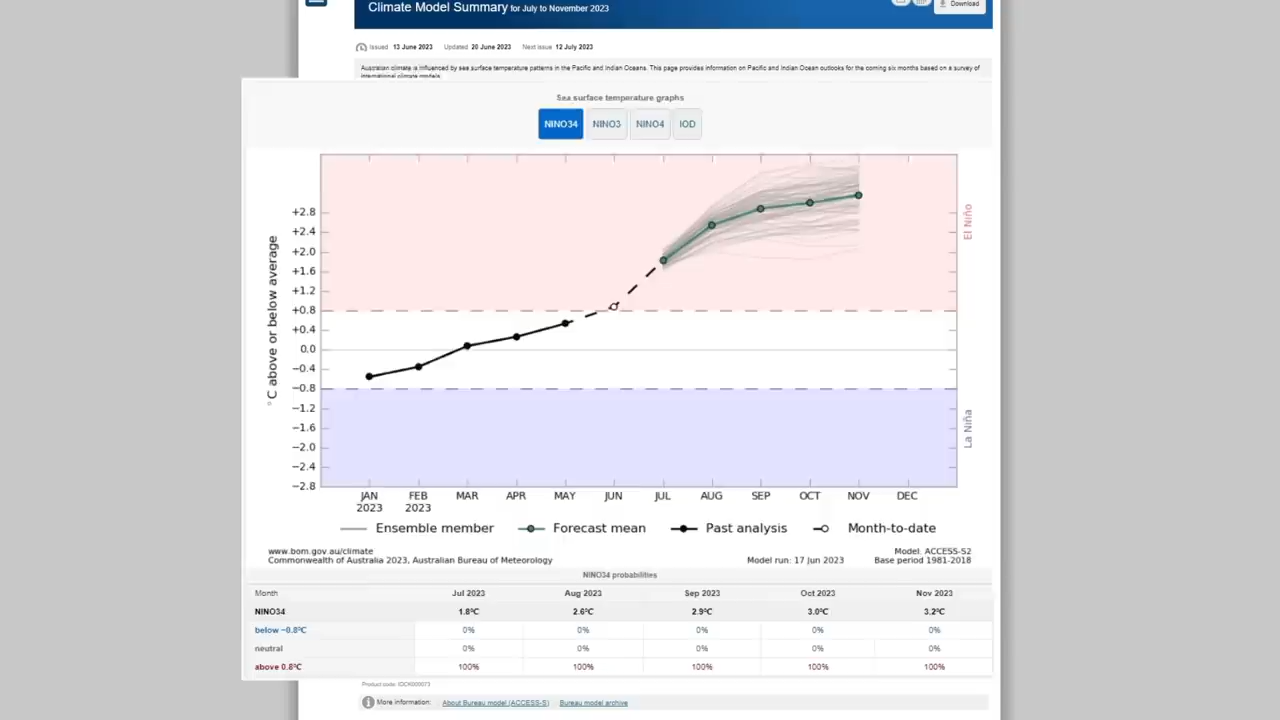 Climate Model Summary for July to November 2023
Download
Issued 13 June 2023 Updated 20 June 2023 Next issue 12 July 2023
Australian climate is influenced by sea surface temperature patterns in the Pacific and Indian Oceans. This page provides information on Pacific and Indian Ocean outlooks for the coming six months based on a survey of
international climate models.
Sea surface temperature graphs
NINO34 NINO3 NINO4 IOD
+2.8
+2.4
+2.0
+1.6
+1.2
+0.8
+0.4
0.0
−0.4
−0.8
−1.2
−1.6
−2.0
−2.4
−2.8
°C above or below average
El Niño
La Niña
JAN FEB MAR APR MAY JUN JUL AUG SEP OCT NOV DEC
2023 2023
Ensemble member Forecast mean Past analysis Month-to-date
www.bom.gov.au/climate Model: ACCESS-S2
Commonwealth of Australia 2023, Australian Bureau of Meteorology Model run: 17 Jun 2023 Base period 1981-2018
NINO34 probabilities
Month Jul 2023 Aug 2023 Sep 2023 Oct 2023 Nov 2023
NINO34 1.8°C 2.6°C 2.9°C 3.0°C 3.2°C
below −0.8°C 0% 0% 0% 0% 0%
neutral 0% 0% 0% 0% 0%
above 0.8°C 100% 100% 100% 100% 100%
Product code: IDCK000073
More information: About Bureau model (ACCESS-S) Bureau model archive